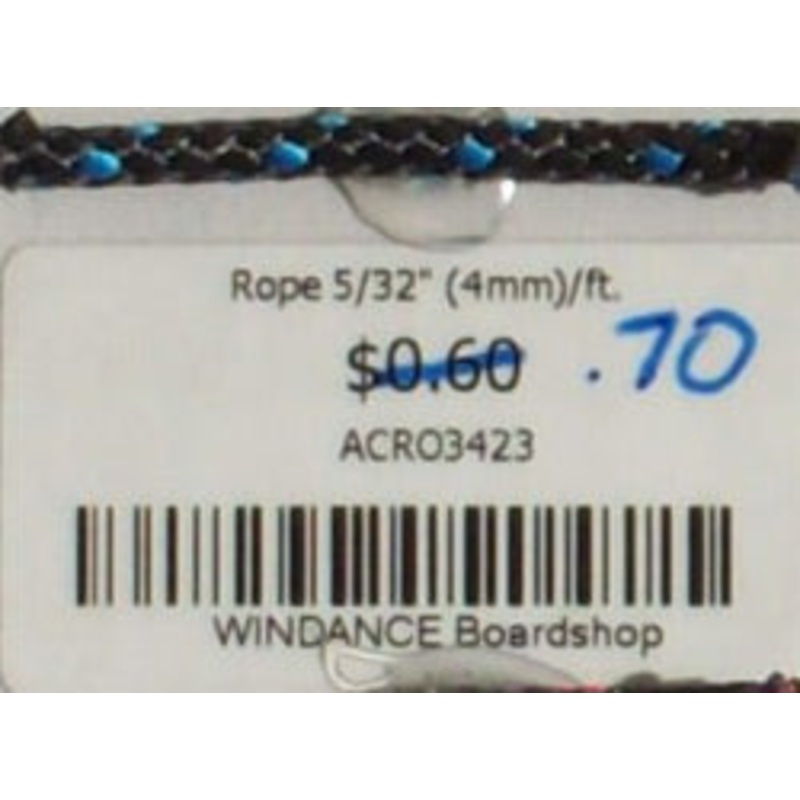 Rope 5/32" (4mm)/ft.
$0.60 .70
ACRO3423
WINDANCE Boardshop